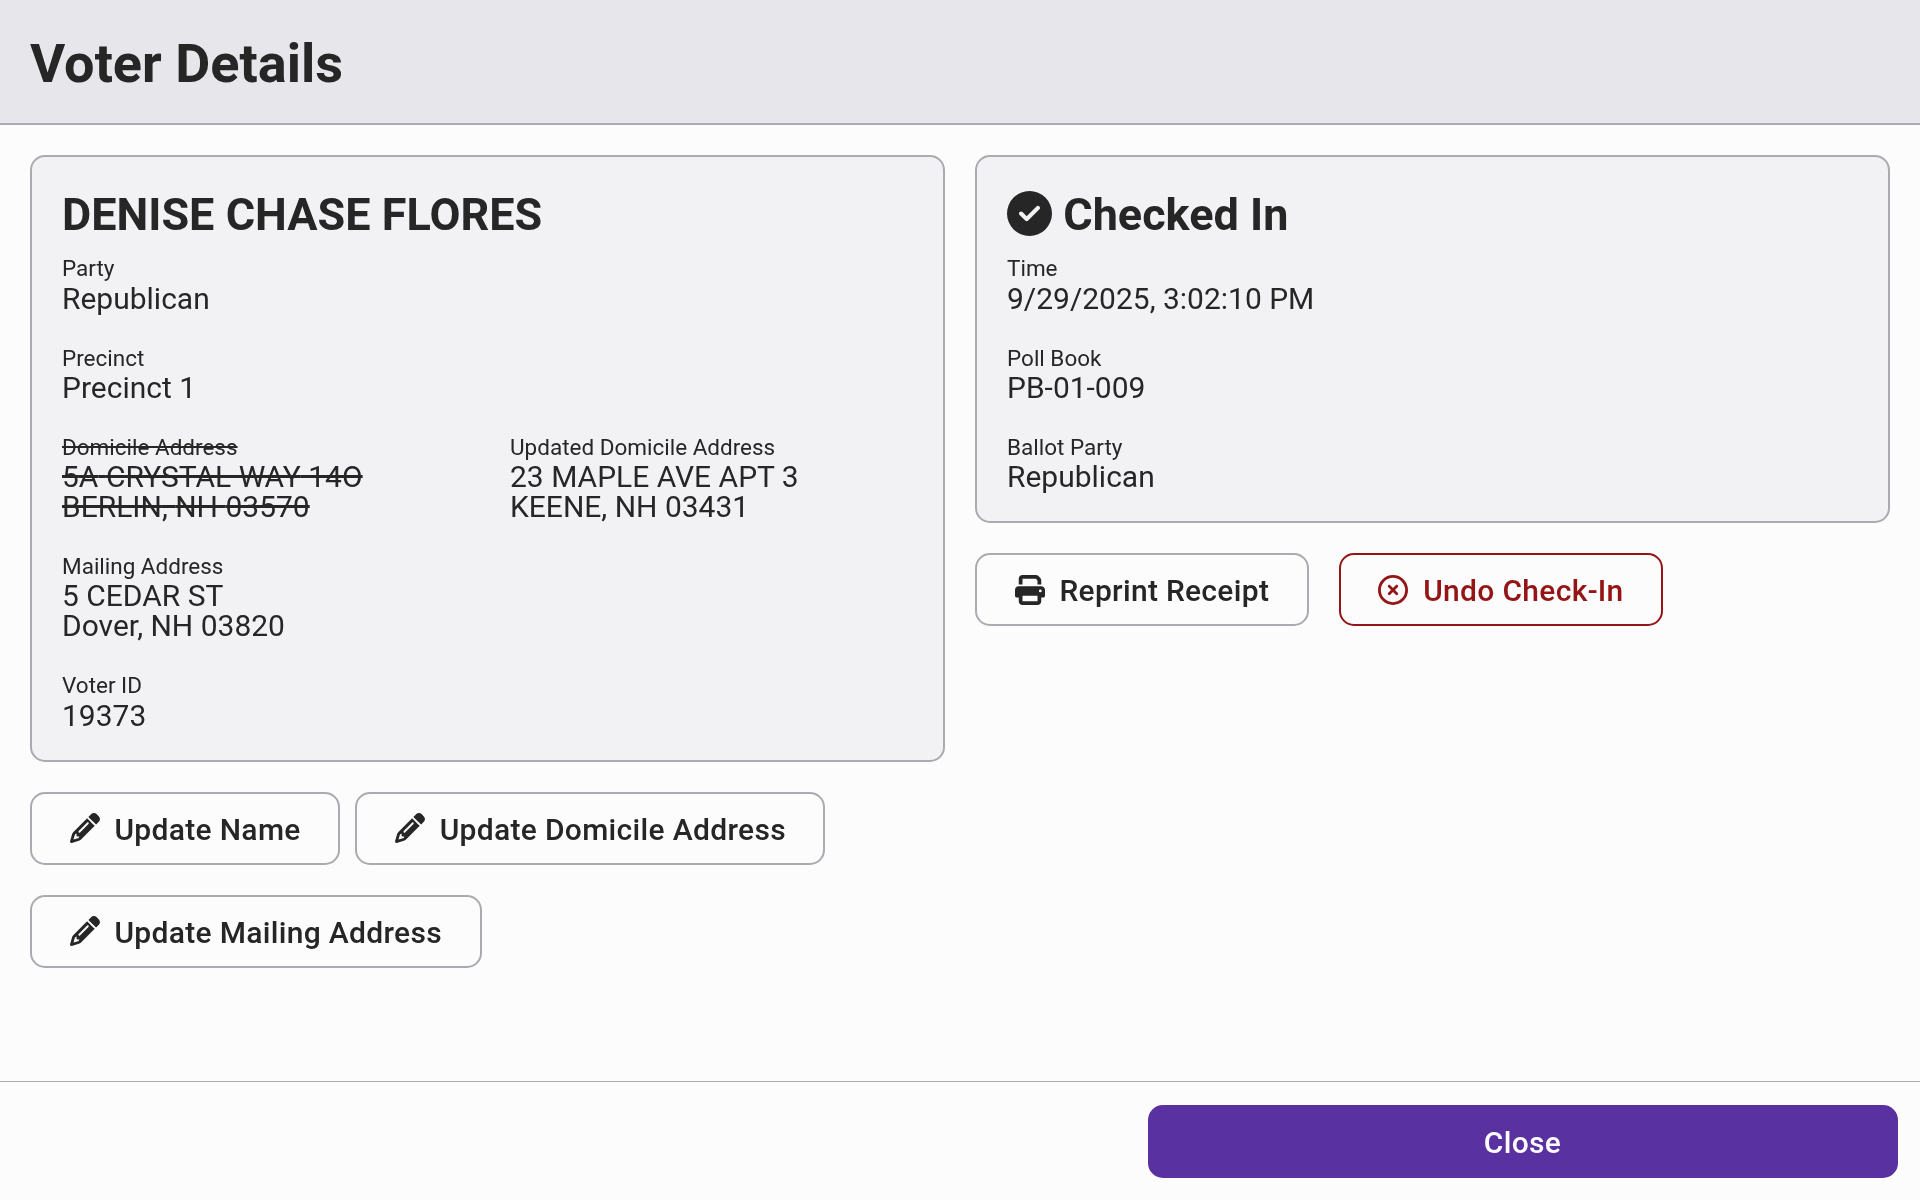 Voter Details
DENISE CHASE FLORES
Party
Republican
Precinct
Precinct 1
Domicile Address
5A CRYSTAL WAY 14O
BERLIN, NH 03570
Updated Domicile Address
23 MAPLE AVE APT 3
KEENE, NH 03431
Mailing Address
5 CEDAR ST
Dover, NH 03820
Voter ID
19373
Update Name
Update Domicile Address
Update Mailing Address
Checked In
Time
9/29/2025, 3:02:10 PM
Poll Book
PB-01-009
Ballot Party
Republican
Reprint Receipt
Undo Check-In
Close